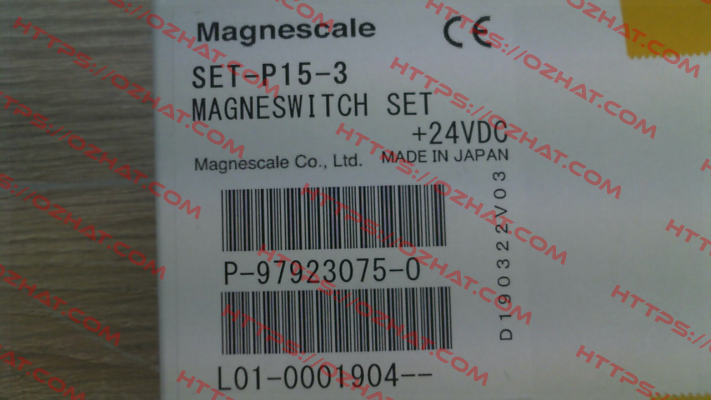 Magnescale CE
SET-P15-3
MAGNESWITCH SET
+24VDC
Magnescale Co., Ltd. MADE IN JAPAN
P-97923075-0
L01-0001904--
D190322V03
HTTPS://OZHAT.COM